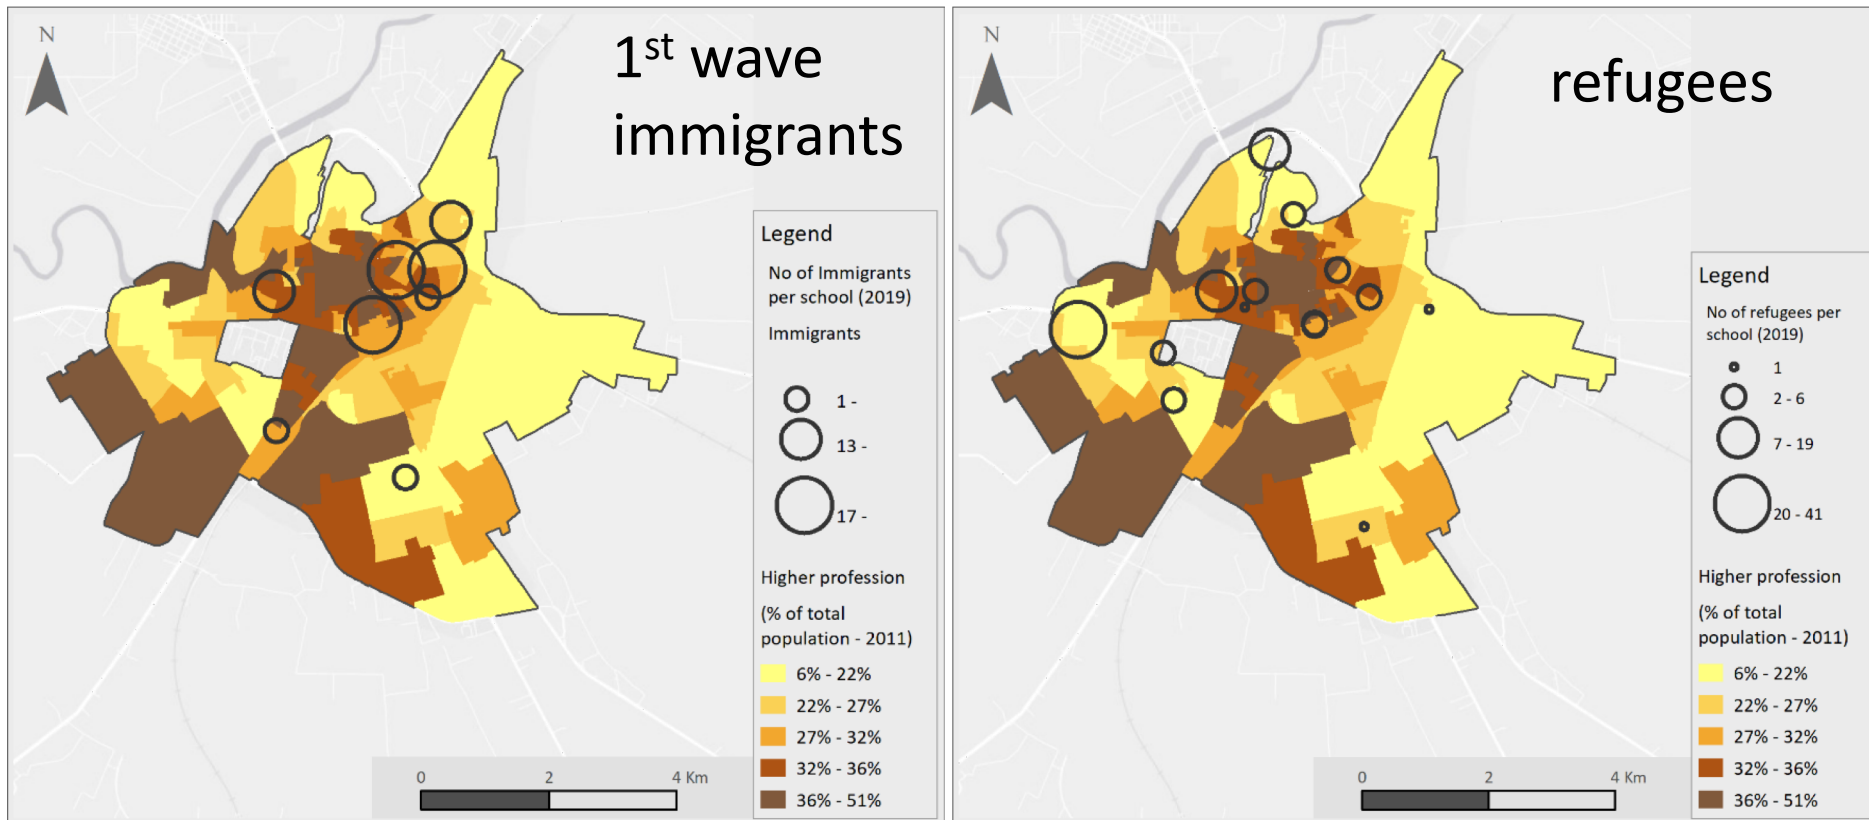 N
1st wave
immigrants
Legend
No of Immigrants
per school (2019)
Immigrants
1 -
13 -
17 -
Higher profession
(% of total
population - 2011)
6% - 22%
22% - 27%
27% - 32%
32% - 36%
36% - 51%
0 2 4 Km
N
refugees
Legend
No of refugees per
school (2019)
1
2 - 6
7 - 19
20 - 41
Higher profession
(% of total
population - 2011)
6% - 22%
22% - 27%
27% - 32%
32% - 36%
36% - 51%
0 2 4 Km